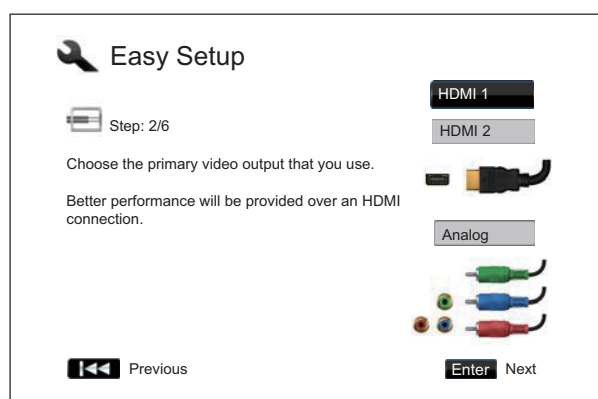 Easy Setup
Step: 2/6
Choose the primary video output that you use.
Better performance will be provided over an HDMI
connection.
HDMI 1
HDMI 2
Analog
Previous
Enter Next